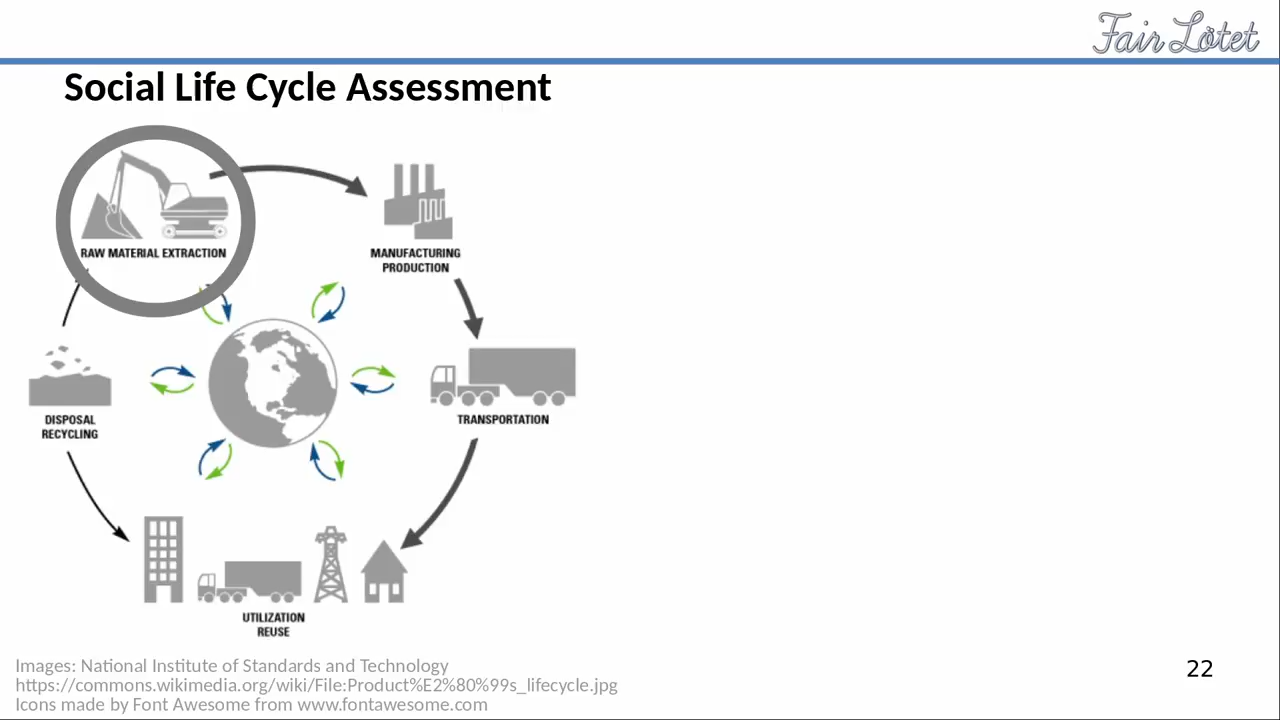 Fair Lötet
Social Life Cycle Assessment
RAW MATERIAL EXTRACTION
MANUFACTURING
PRODUCTION
DISPOSAL
RECYCLING
TRANSPORTATION
UTILIZATION
REUSE
Images: National Institute of Standards and Technology
https://commons.wikimedia.org/wiki/File:Product%E2%80%99s_lifecycle.jpg
Icons made by Font Awesome from www.fontawesome.com
22